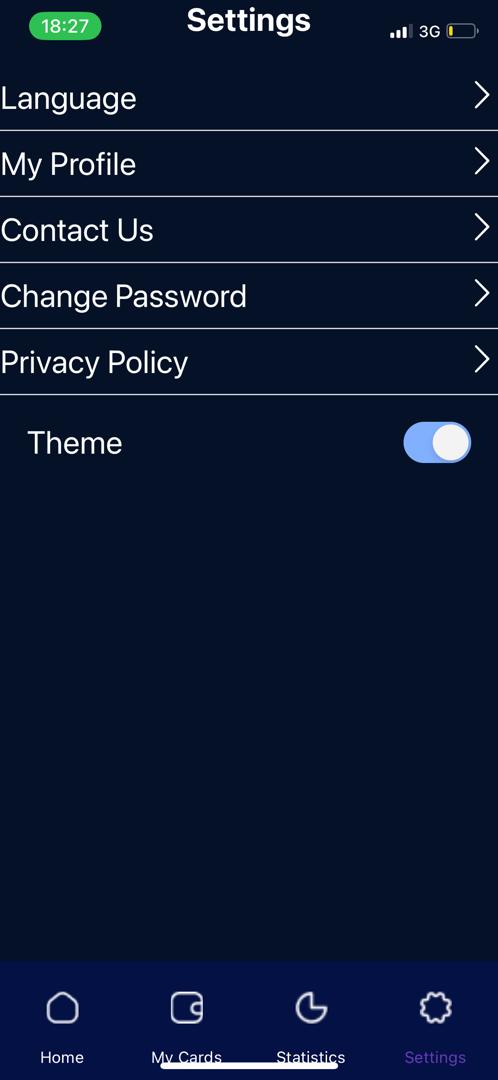 18:27
Settings
3G
Language
My Profile
Contact Us
Change Password
Privacy Policy
Theme
Home
My Cards
Statistics
Settings